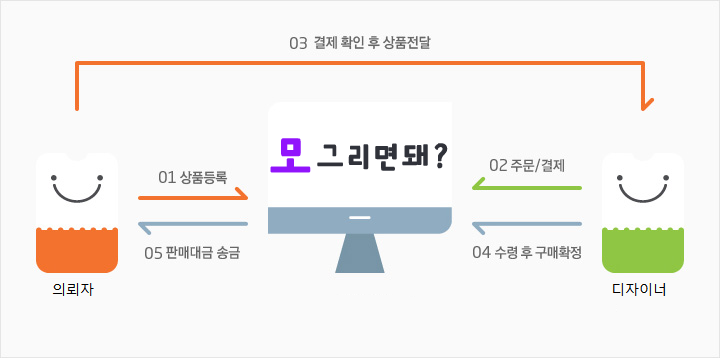 03 결제 확인 후 상품전달
모 그리면돼?
01 상품등록
02 주문/결제
05 판매대금 송금
04 수령 후 구매확정
의뢰자
디자이너